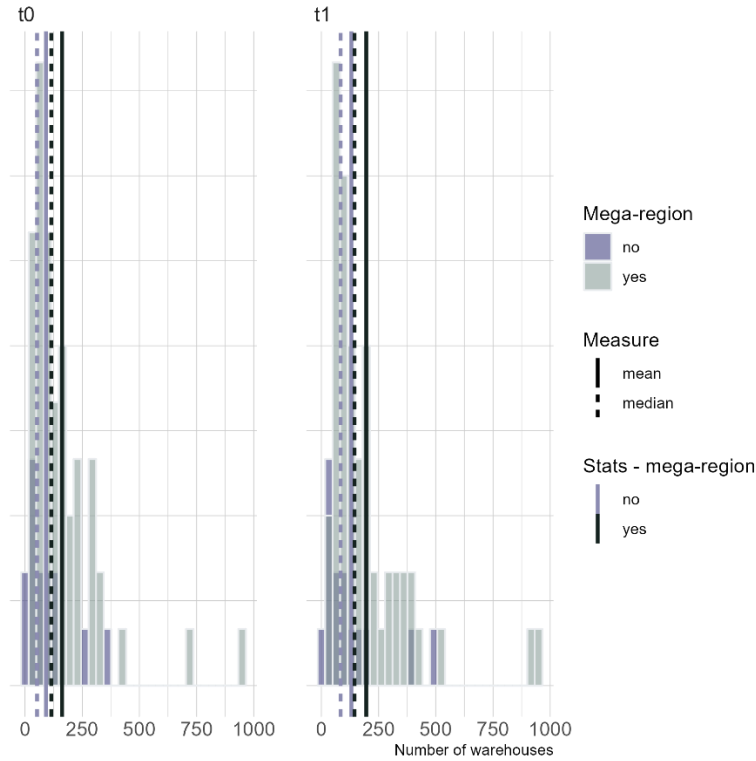 t0
t1
0 250 500 750 1000
0 250 500 750 1000
Number of warehouses
Mega-region
no
yes
Measure
mean
median
Stats - mega-region
no
yes